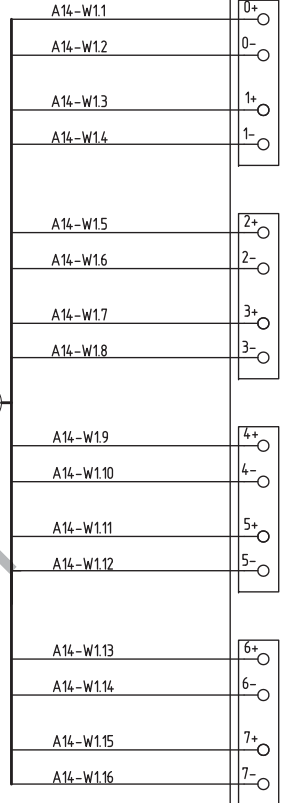 A14-W1.1 0+
A14-W1.2 0-
A14-W1.3 1+
A14-W1.4 1-
A14-W1.5 2+
A14-W1.6 2-
A14-W1.7 3+
A14-W1.8 3-
A14-W1.9 4+
A14-W1.10 4-
A14-W1.11 5+
A14-W1.12 5-
A14-W1.13 6+
A14-W1.14 6-
A14-W1.15 7+
A14-W1.16 7-